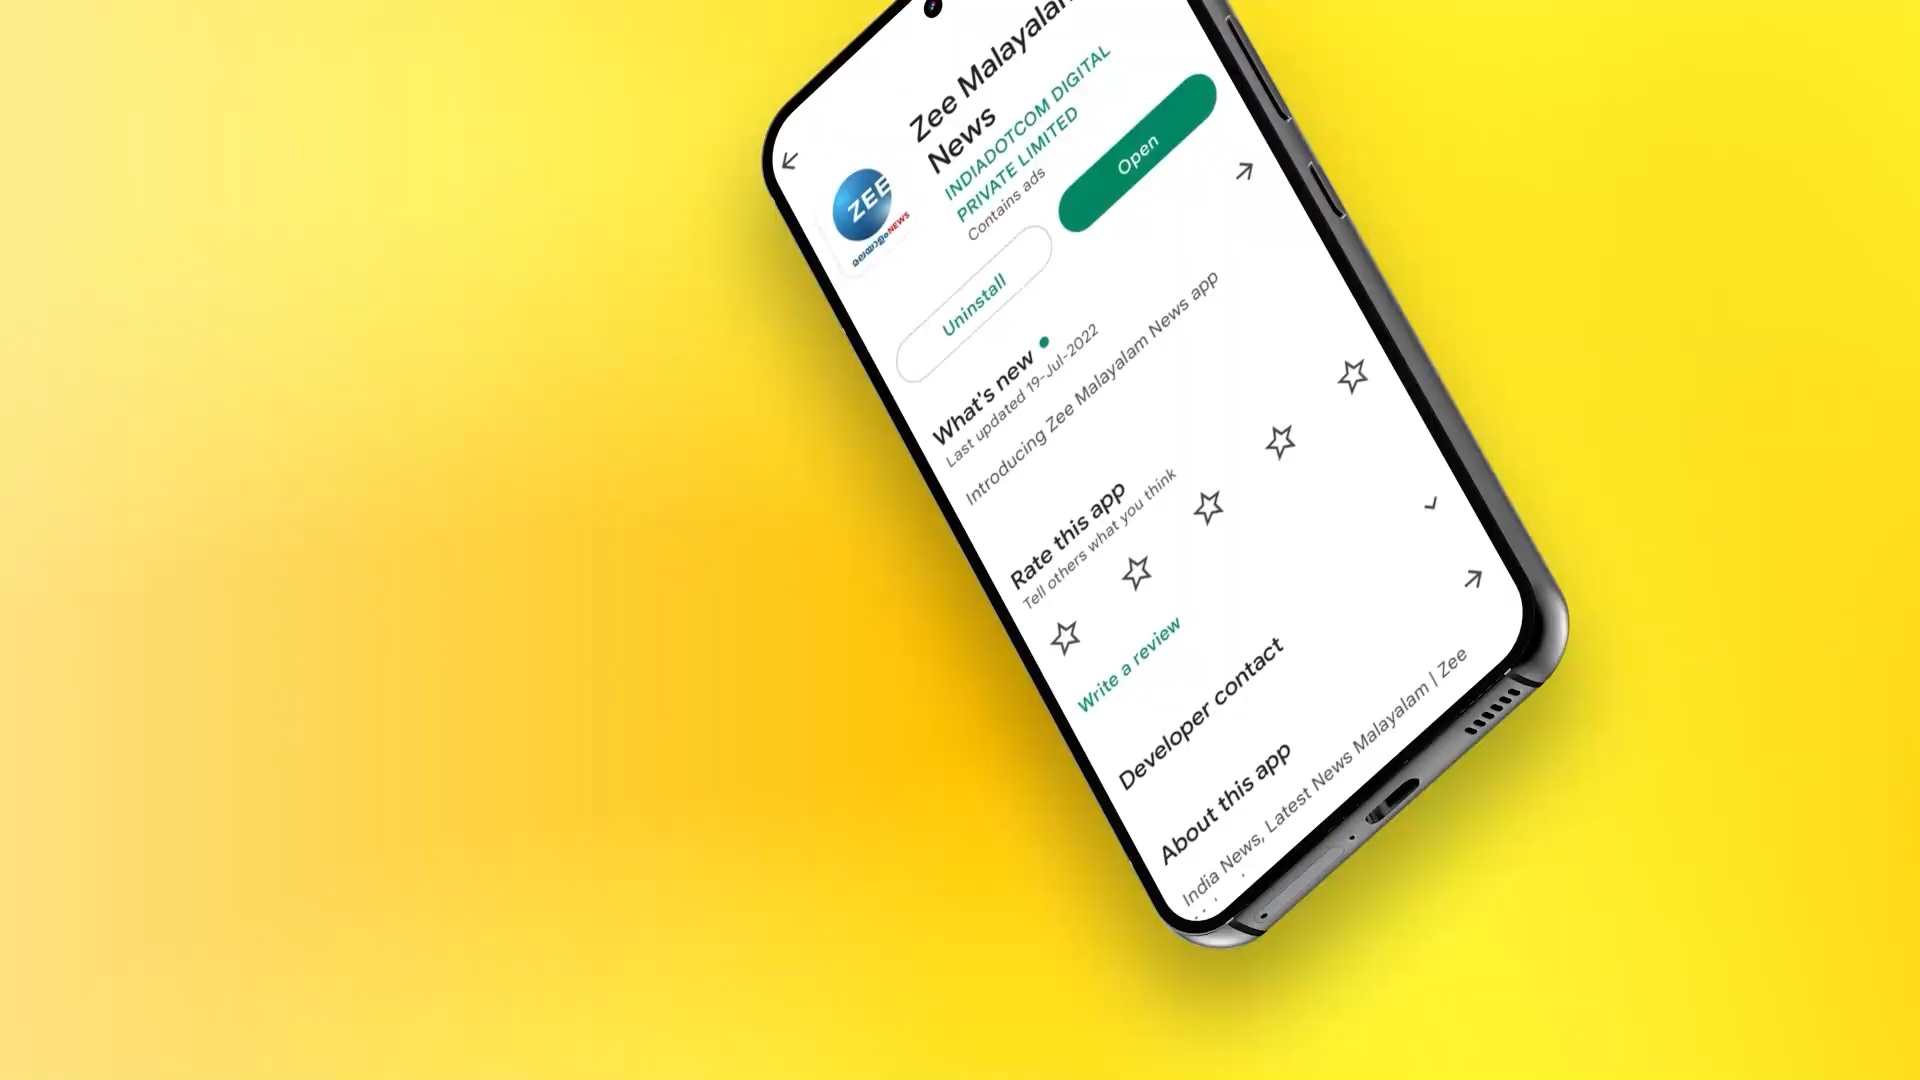 Zee Malayalam
News
INDIADOTCOM DIGITAL
PRIVATE LIMITED
Contains ads
ZEE
മലയാളംNEWS
Uninstall
Open
What's new
Last updated 19-Jul-2022
Introducing Zee Malayalam News app
Rate this app
Tell others what you think
Write a review
Developer contact
About this app
India News, Latest News Malayalam | Zee